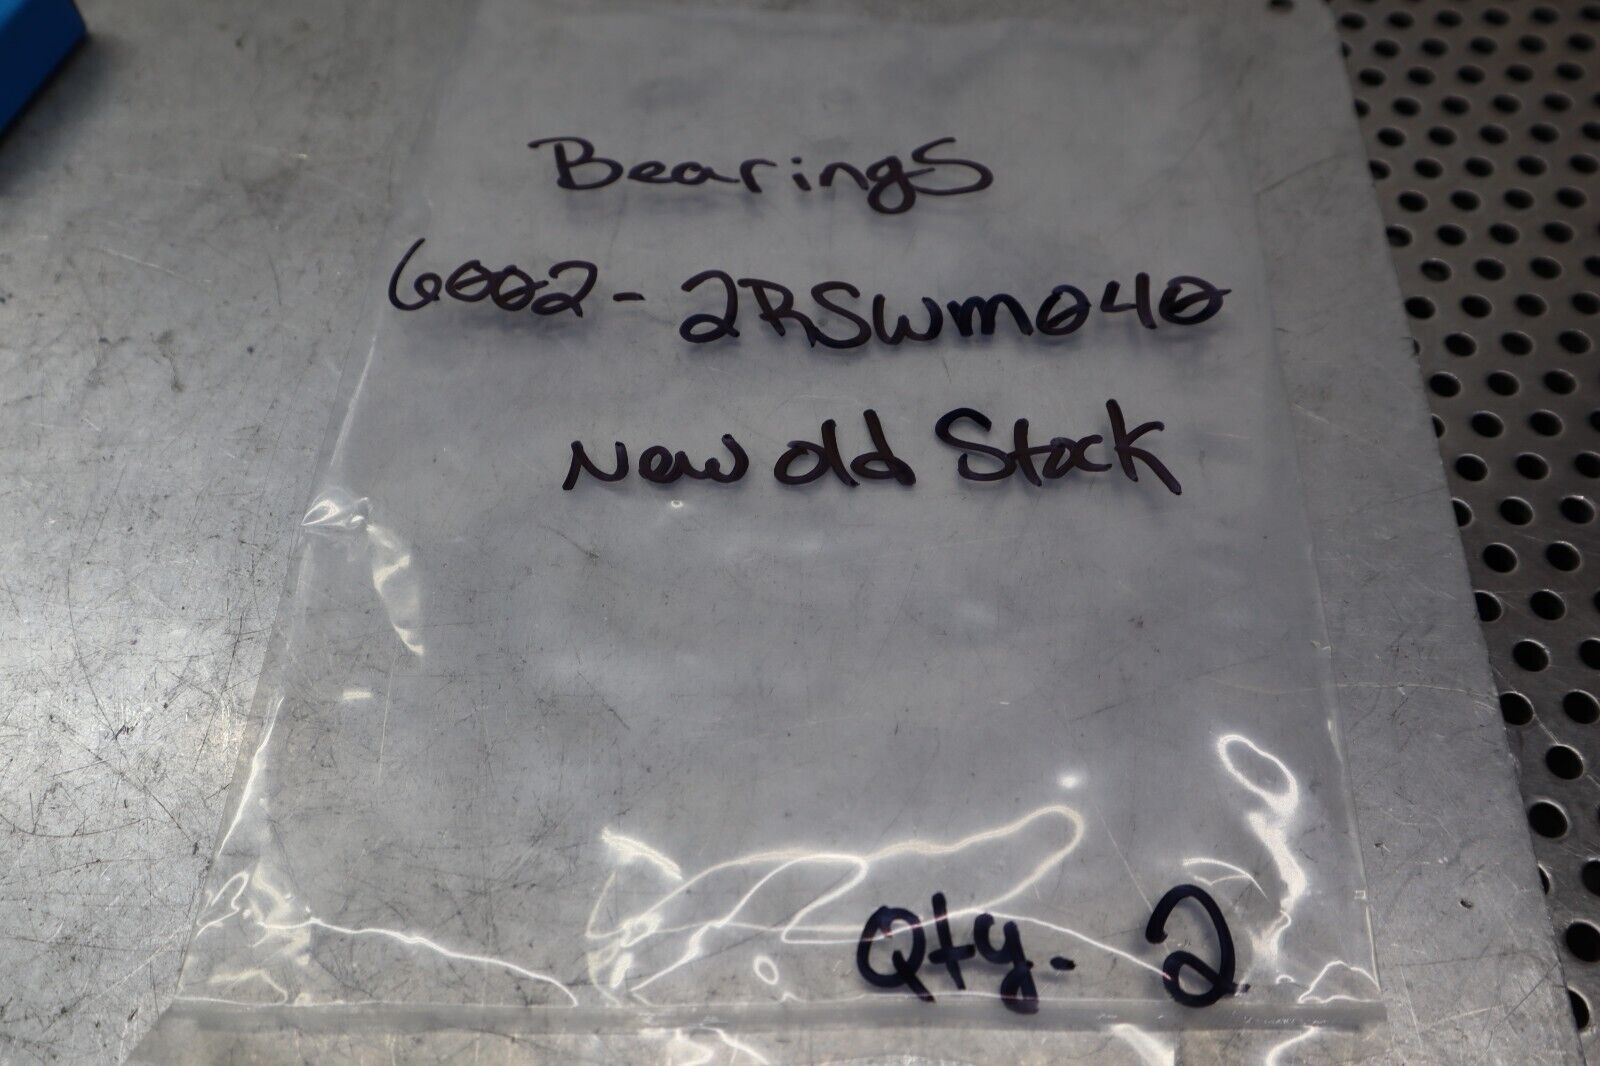 Bearings
6002-2RSWM040
New old Stock
Qty. 2